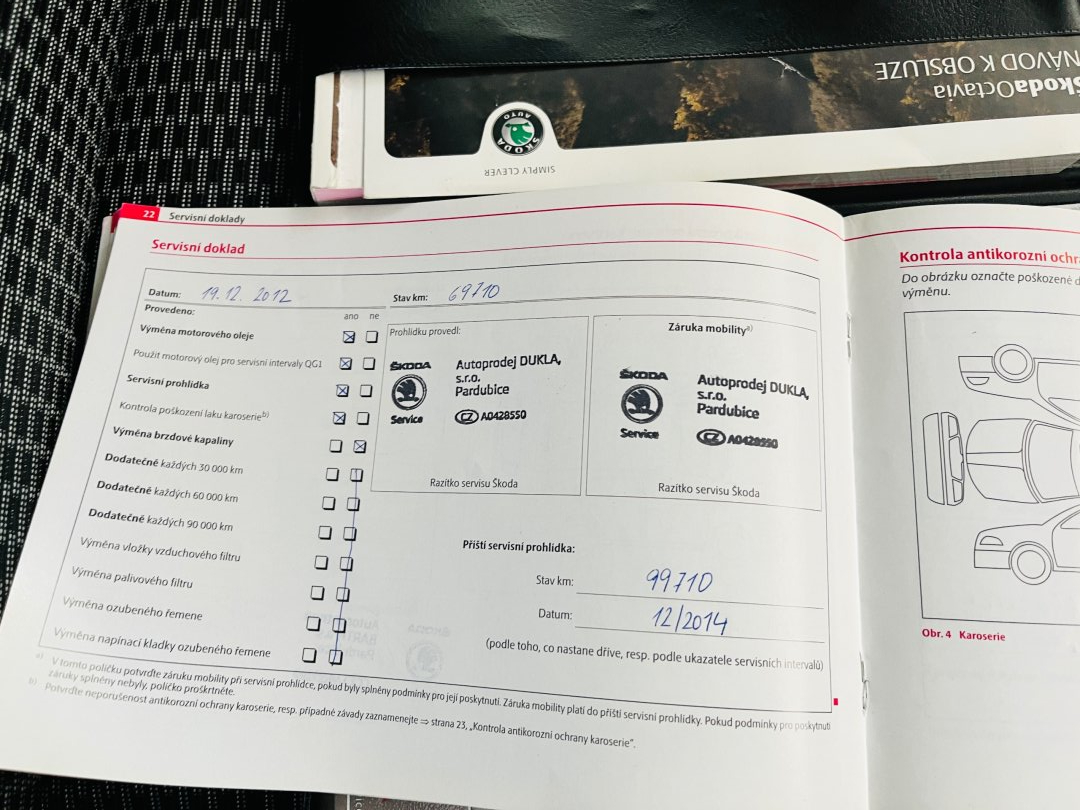 NÁVOD K OBSLUZE
ŠkodaOctavia
ŠKODA
AUTO
SIMPLY CLEVER
22 Servisní doklady
Servisní doklad
Datum: 19.12. 2012 Stav km: 69710
Provedeno: ano ne
Výměna motorového oleje
Použit motorový olej pro servisní intervaly QG1
Servisní prohlídka
Kontrola poškození laku karoserieb)
Výměna brzdové kapaliny
Dodatečně každých 30 000 km
Dodatečně každých 60 000 km
Dodatečně každých 90 000 km
Výměna vložky vzduchového filtru
Výměna palivového filtru
Výměna ozubeného řemene
Výměna napínací kladky ozubeného řemene
Prohlídku provedl:
ŠKODA
Service
Autoprodej DUKLA,
s.r.o.
Pardubice
CZ A0428550
Razítko servisu Škoda
Záruka mobilitya)
ŠKODA
Service
Autoprodej DUKLA,
s.r.o.
Pardubice
CZ A0428550
Razítko servisu Škoda
Příští servisní prohlídka:
Stav km: 99710
Datum: 12/2014
(podle toho, co nastane dříve, resp. podle ukazatele servisních intervalů)
a) V tomto políčku potvrďte záruku mobility při servisní prohlídce, pokud byly splněny podmínky pro její poskytnutí. Záruka mobility platí do příští servisní prohlídky. Pokud podmínky pro poskytnutí
záruky splněny nebyly, políčko proškrtněte.
b) Potvrďte neporušenost antikorozní ochrany karoserie, resp. případné závady zaznamenejte ⇒ strana 23, „Kontrola antikorozní ochrany karoserie“.
Kontrola antikorozní ochr
Do obrázku označte poškozené
výměnu.
Obr. 4 Karoserie